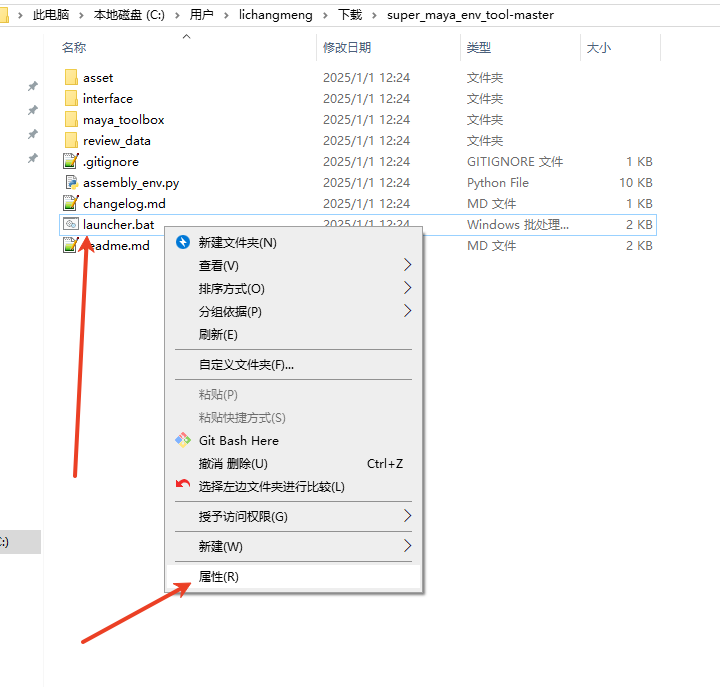 此电脑 › 本地磁盘 (C:) › 用户 › lichangmeng › 下载 › super_maya_env_tool-master
名称 修改日期 类型 大小
asset 2025/1/1 12:24 文件夹
interface 2025/1/1 12:24 文件夹
maya_toolbox 2025/1/1 12:24 文件夹
review_data 2025/1/1 12:24 文件夹
.gitignore 2025/1/1 12:24 GITIGNORE 文件 1 KB
assembly_env.py 2025/1/1 12:24 Python File 10 KB
changelog.md 2025/1/1 12:24 MD 文件 1 KB
launcher.bat 2025/1/1 12:24 Windows 批处理... 2 KB
readme.md MD 文件 2 KB
新建文件夹(N)
查看(V)
排序方式(O)
分组依据(P)
刷新(E)
自定义文件夹(F)...
粘贴(P)
粘贴快捷方式(S)
Git Bash Here
撤消 删除(U) Ctrl+Z
选择左边文件夹进行比较(L)
授予访问权限(G)
新建(W)
属性(R)
:)